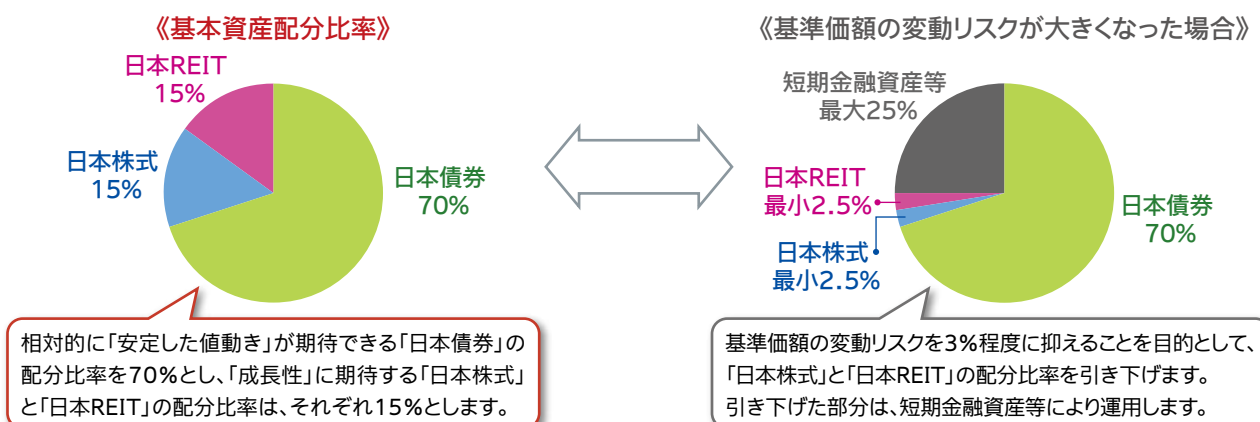 《基本資産配分比率》
日本REIT
15%
日本株式
15%
日本債券
70%
相対的に「安定した値動き」が期待できる「日本債券」の
配分比率を70%とし、「成長性」に期待する「日本株式」
と「日本REIT」の配分比率は、それぞれ15%とします。
《基準価額の変動リスクが大きくなった場合》
短期金融資産等
最大25%
日本REIT
最小2.5%
日本株式
最小2.5%
日本債券
70%
基準価額の変動リスクを3%程度に抑えることを目的として、
「日本株式」と「日本REIT」の配分比率を引き下げます。
引き下げた部分は、短期金融資産等により運用します。